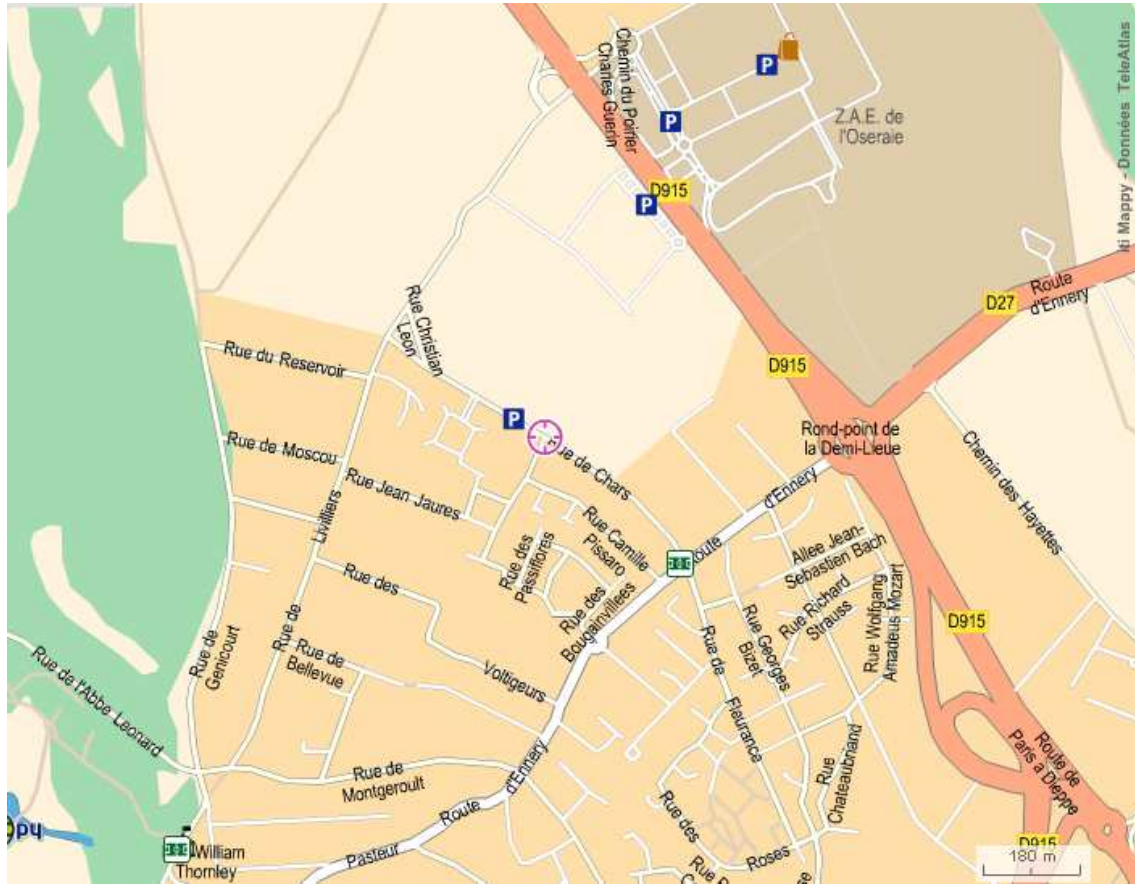 Chemin du Poirier
Charles Guerin
P
P
P
Z.A.E. de
l'Oseraie
iti Mappy - Données TeleAtlas
D915
Route
d'Ennery
D27
Rue Christian
Leon
Rue du Reservoir
D915
P
Rue de Chars
Rond-point de
la Demi-Lieue
Rue de Moscou
Rue Jean Jaures
Livilliers
Rue de
d'Ennery
Route
Chemin des Hayettes
Rue Camille
Pissaro
Rue des
Passiflores
Allee Jean-
Sebastien Bach
Rue des
Rue des
Bougainvillees
Rue Richard
Strauss
Rue Wolfgang
Amadeus Mozart
D915
Rue de
Genicourt
Rue de
Bellevue
Voltigeurs
Rue Georges
Bizet
Rue de
Fleurance
Rue de l'Abbe Leonard
Rue de
Montgeroult
Route
d'Ennery
Rue
Chateaubriand
Route de
Paris a Dieppe
Rue des
Roses
py
William
Thornley
Pasteur
D915
180 m